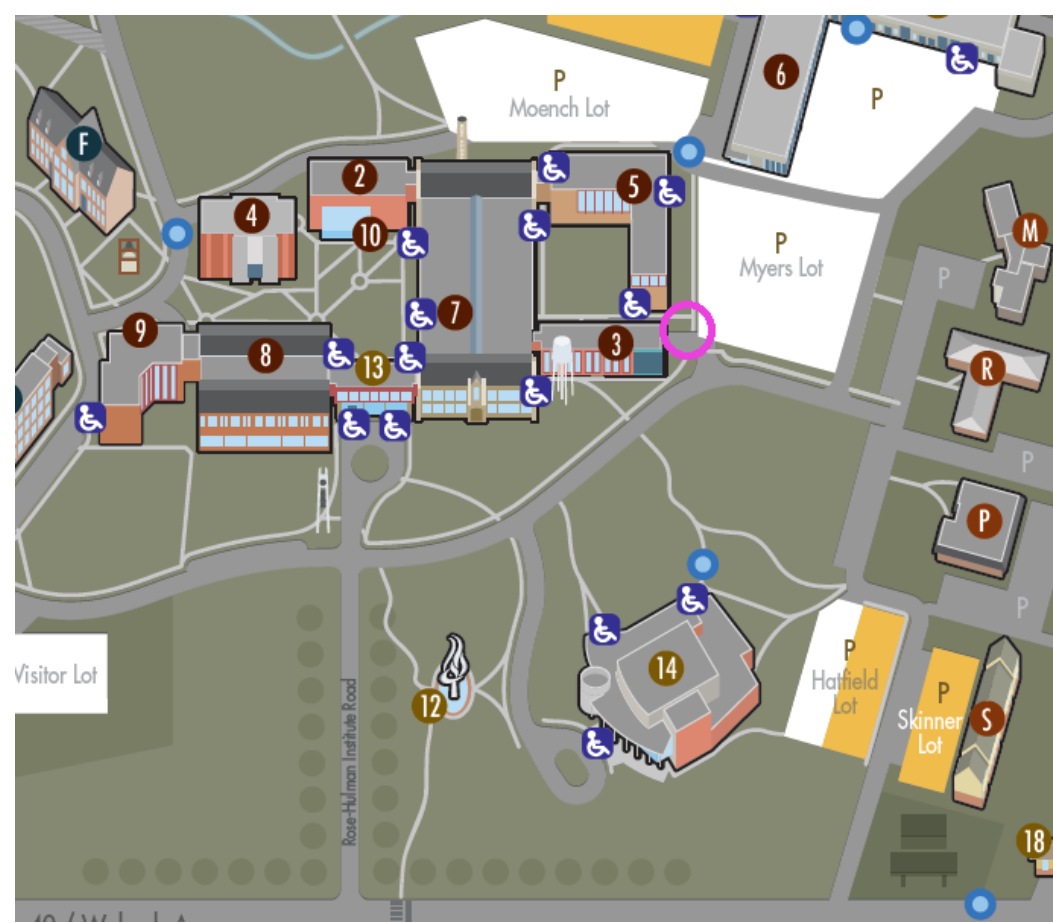 6
P
P
Moench Lot
F
2
5
4
10
P
Myers Lot
M
P
9
7
8
13
3
R
P
P
P
P
Visitor Lot
14
P
Hatfield
Lot
12
P
Skinner
Lot
S
Rose-Hulman Institute Road
18